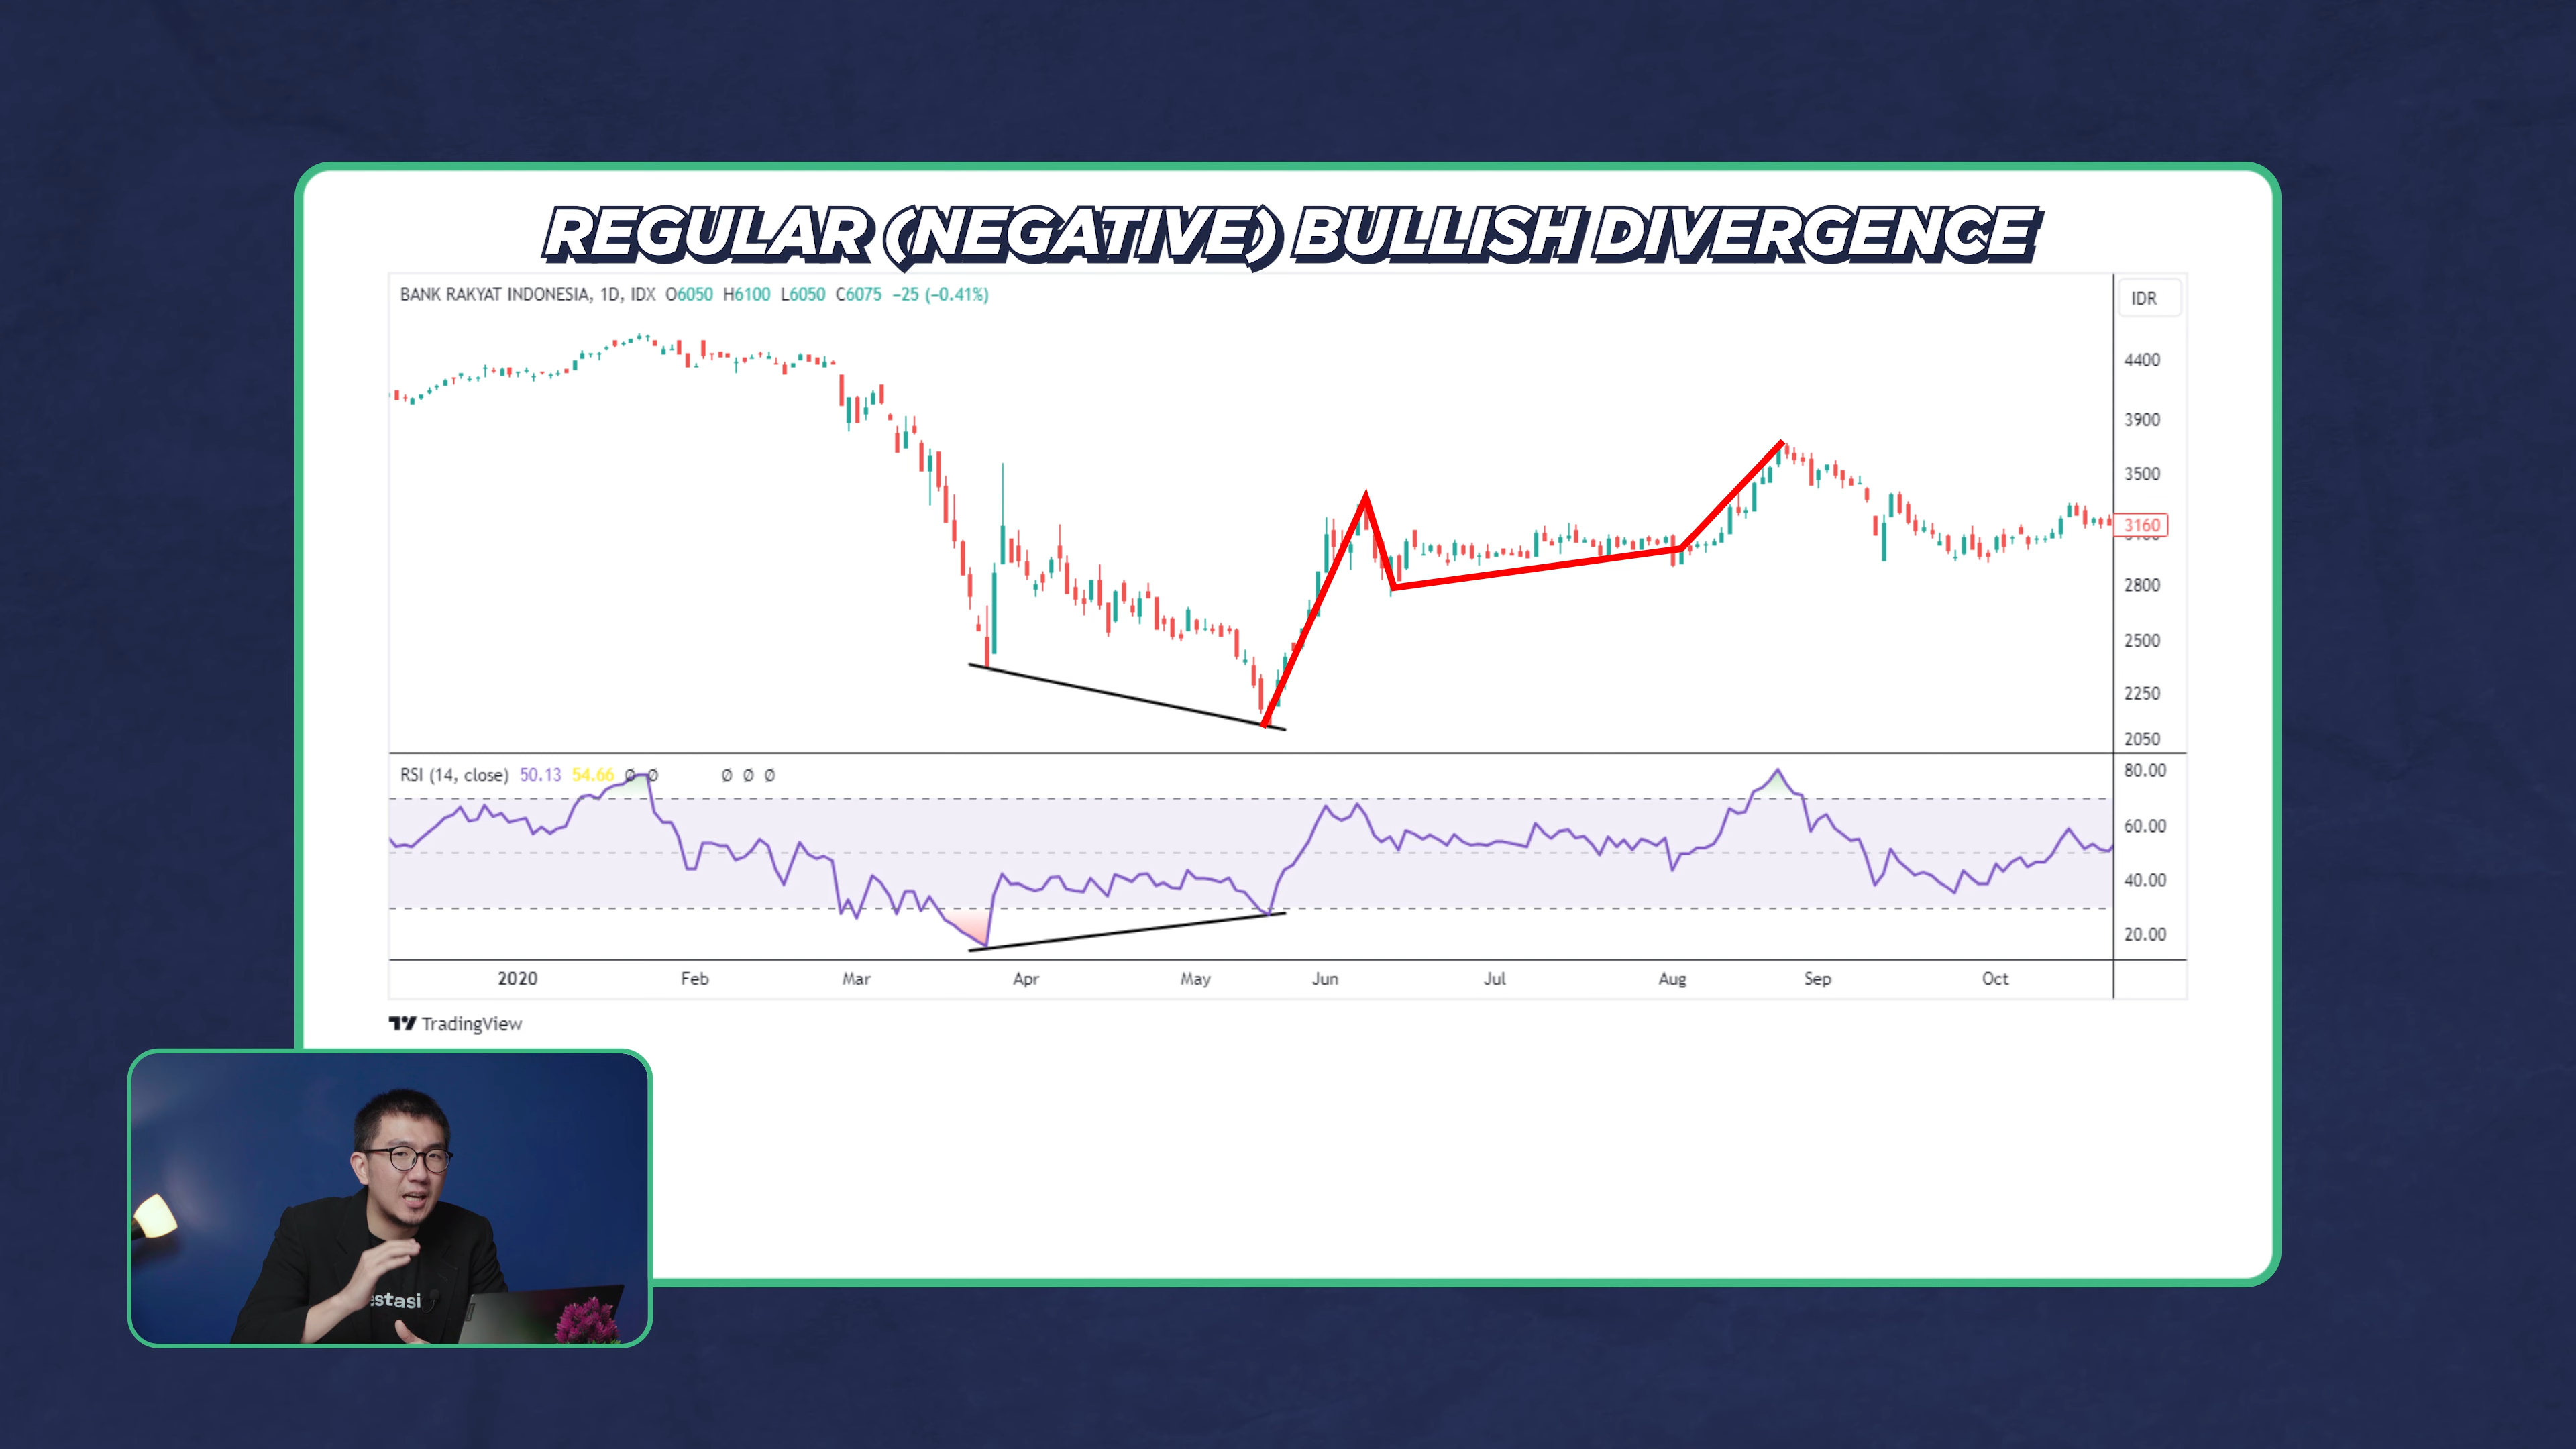 REGULAR (NEGATIVE) BULLISH DIVERGENCE
BANK RAKYAT INDONESIA, 1D, IDX O6050 H6100 L6050 C6075 −25 (−0.41%)
IDR
4400
3900
3500
3160
2800
2500
2250
2050
RSI (14, close) 50.13 54.66 Ø Ø Ø Ø Ø
80.00
60.00
40.00
20.00
2020 Feb Mar Apr May Jun Jul Aug Sep Oct
TradingView
estasi